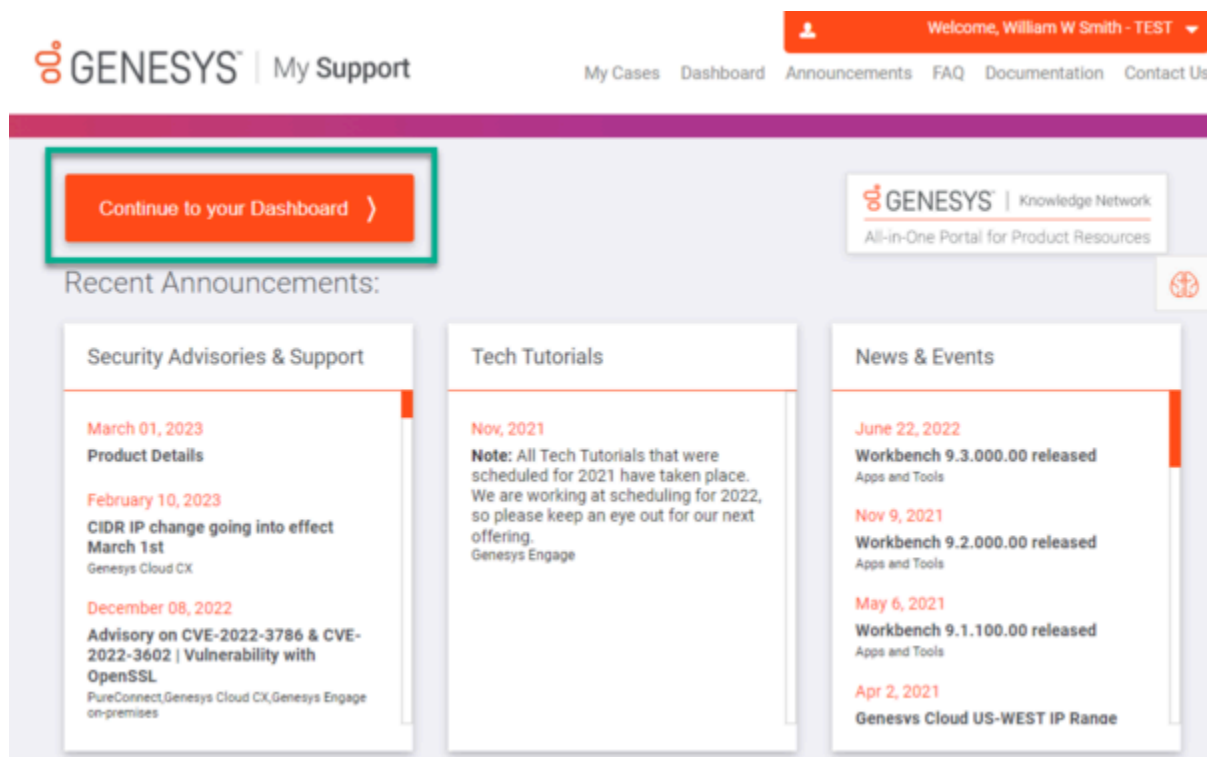 Welcome, William W Smith - TEST
GENESYS™ | My Support
My Cases Dashboard Announcements FAQ Documentation Contact Us
Continue to your Dashboard ⟩
GENESYS™ | Knowledge Network
All-in-One Portal for Product Resources
Recent Announcements:
Security Advisories & Support
March 01, 2023
Product Details
February 10, 2023
CIDR IP change going into effect
March 1st
Genesys Cloud CX
December 08, 2022
Advisory on CVE-2022-3786 & CVE-
2022-3602 | Vulnerability with
OpenSSL
PureConnect,Genesys Cloud CX,Genesys Engage
on-premises
Tech Tutorials
Nov, 2021
Note: All Tech Tutorials that were
scheduled for 2021 have taken place.
We are working at scheduling for 2022,
so please keep an eye out for our next
offering.
Genesys Engage
News & Events
June 22, 2022
Workbench 9.3.000.00 released
Apps and Tools
Nov 9, 2021
Workbench 9.2.000.00 released
Apps and Tools
May 6, 2021
Workbench 9.1.100.00 released
Apps and Tools
Apr 2, 2021
Genesys Cloud US-WEST IP Range